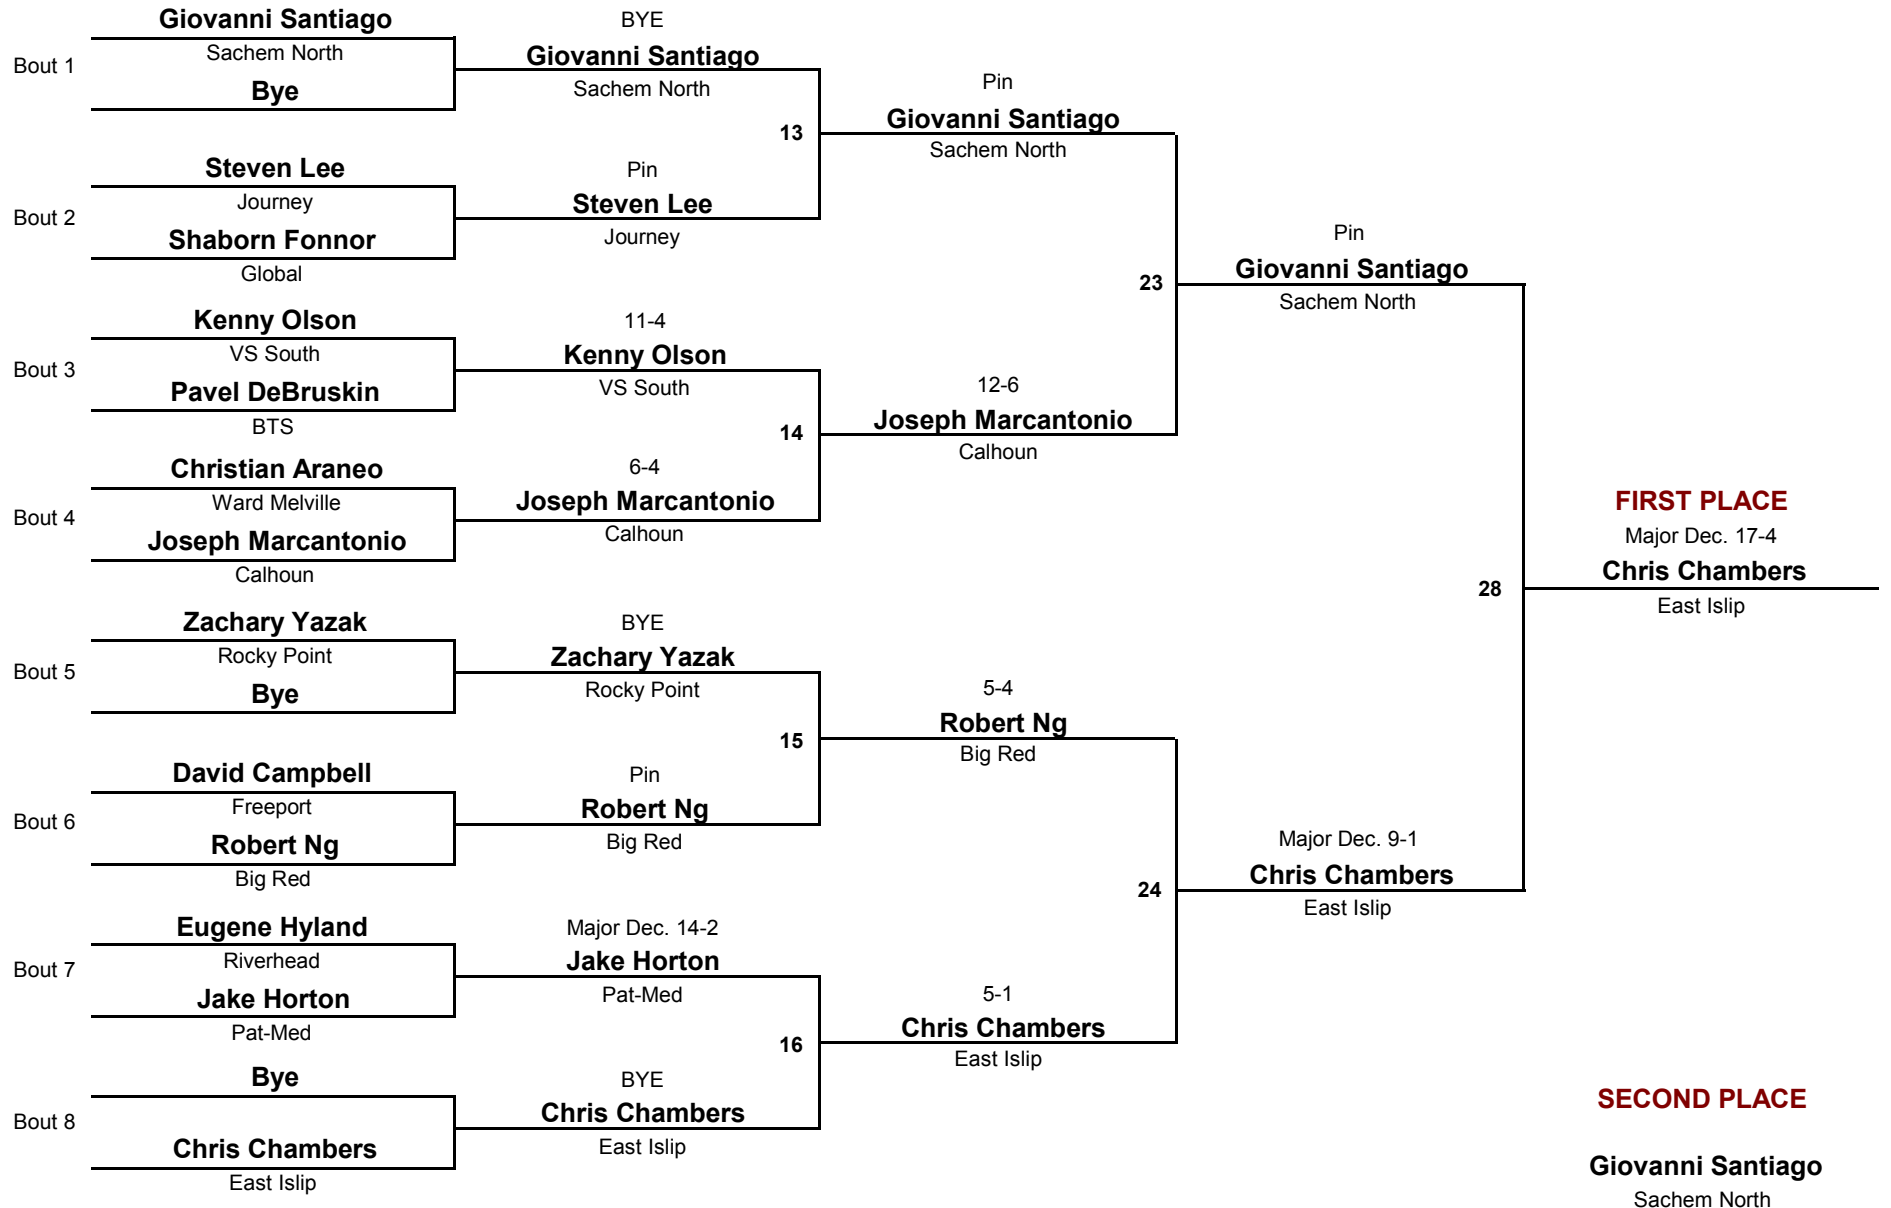 Giovanni Santiago
Bout 1
Sachem North
Bye
Steven Lee
Bout 2
Journey
Shaborn Fonnor
Global
Kenny Olson
Bout 3
VS South
Pavel DeBruskin
BTS
Christian Araneo
Bout 4
Ward Melville
Joseph Marcantonio
Calhoun
Zachary Yazak
Bout 5
Rocky Point
Bye
David Campbell
Bout 6
Freeport
Robert Ng
Big Red
Eugene Hyland
Bout 7
Riverhead
Jake Horton
Pat-Med
Bye
Bout 8
Chris Chambers
East Islip
BYE
Giovanni Santiago
Sachem North
13
Pin
Steven Lee
Journey
11-4
Kenny Olson
VS South
14
6-4
Joseph Marcantonio
Calhoun
BYE
Zachary Yazak
Rocky Point
15
Pin
Robert Ng
Big Red
Major Dec. 14-2
Jake Horton
Pat-Med
16
BYE
Chris Chambers
East Islip
Pin
Giovanni Santiago
Sachem North
23
12-6
Joseph Marcantonio
Calhoun
5-4
Robert Ng
Big Red
24
5-1
Chris Chambers
East Islip
Pin
Giovanni Santiago
Sachem North
28
Major Dec. 9-1
Chris Chambers
East Islip
FIRST PLACE
Major Dec. 17-4
Chris Chambers
East Islip
SECOND PLACE
Giovanni Santiago
Sachem North